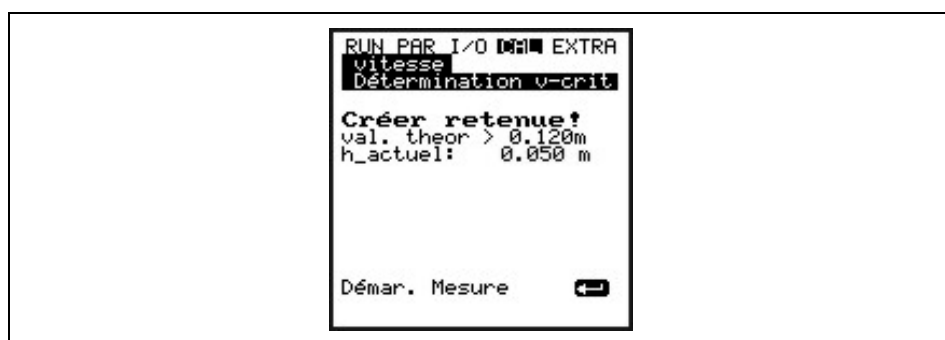 RUN PAR I/O CAL EXTRA
vitesse
Détermination v-crit
Créer retenue!
val. theor > 0.120m
h_actuel: 0.050 m
Démar. Mesure